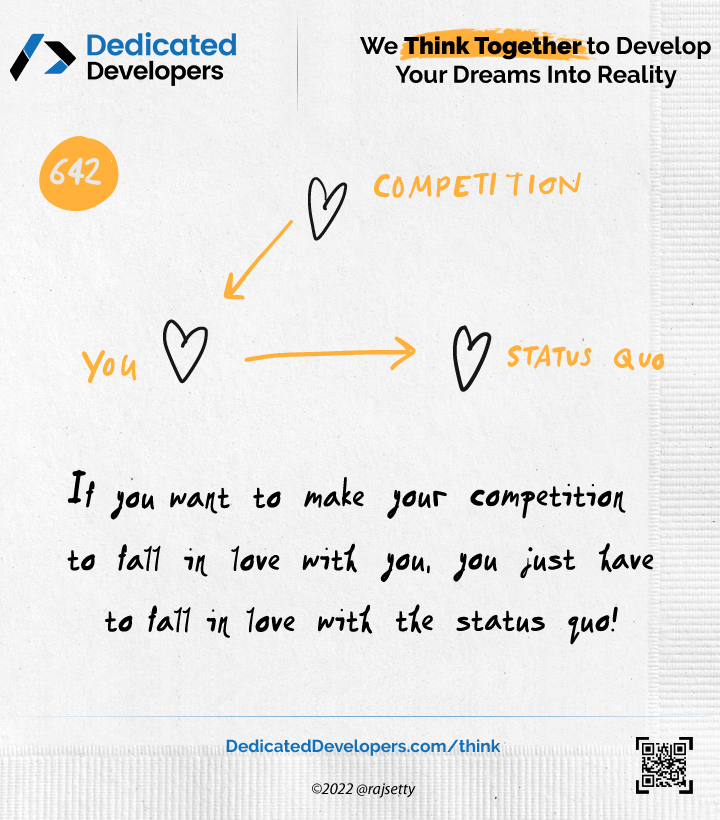 Dedicated
Developers
We Think Together to Develop
Your Dreams Into Reality
642
COMPETITION
YOU
STATUS QUO
If you want to make your competition
to fall in love with you, you just have
to fall in love with the status quo!
DedicatedDevelopers.com/think
©2022 @rajsetty